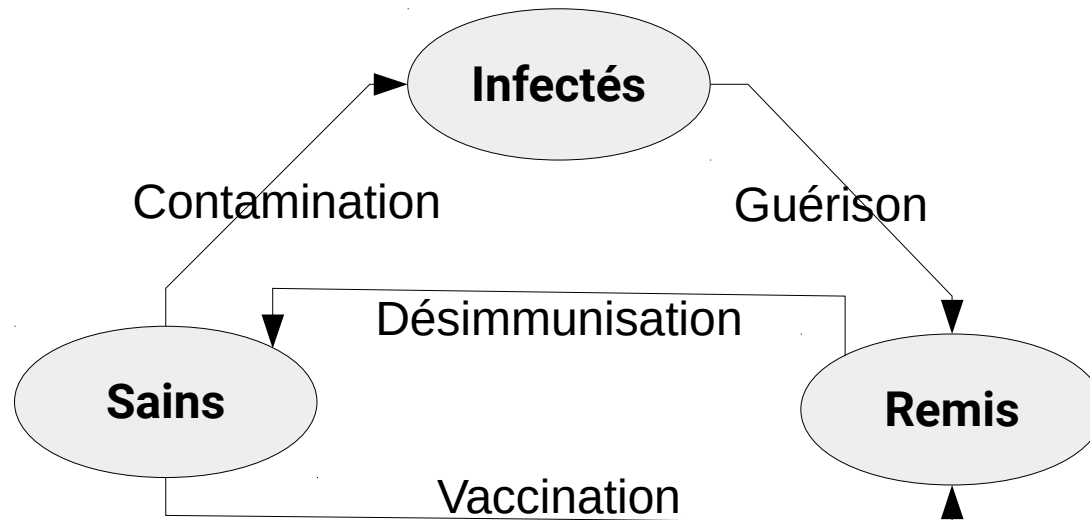 Infectés
Contamination
Guérison
Désimmunisation
Sains
Remis
Vaccination